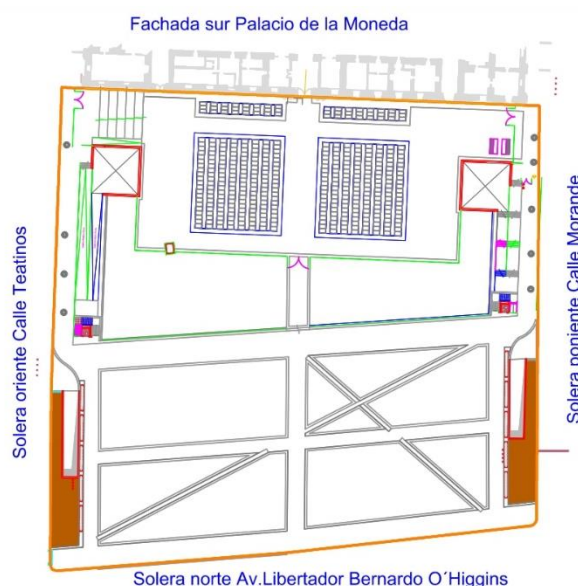 Fachada sur Palacio de la Moneda
Solera oriente Calle Teatinos
Solera poniente Calle Morande
Solera norte Av.Libertador Bernardo O´Higgins